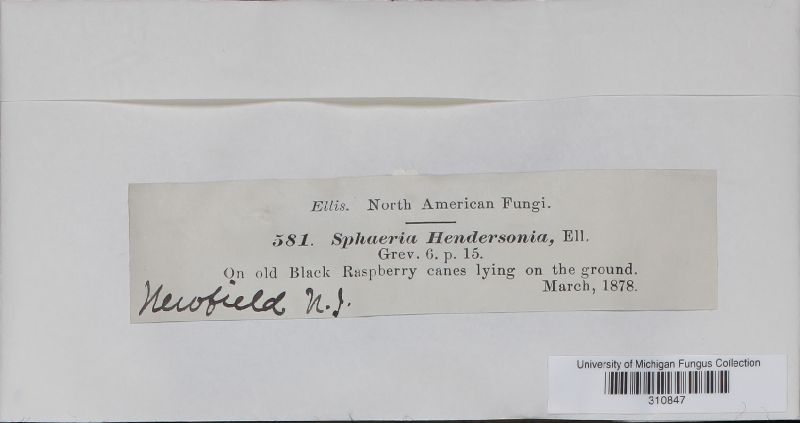 Ellis. North American Fungi.
581. Sphaeria Hendersonia, Ell.
Grev. 6. p. 15.
On old Black Raspberry canes lying on the ground.
March, 1878.
Newfield N.J.
University of Michigan Fungus Collection
310847